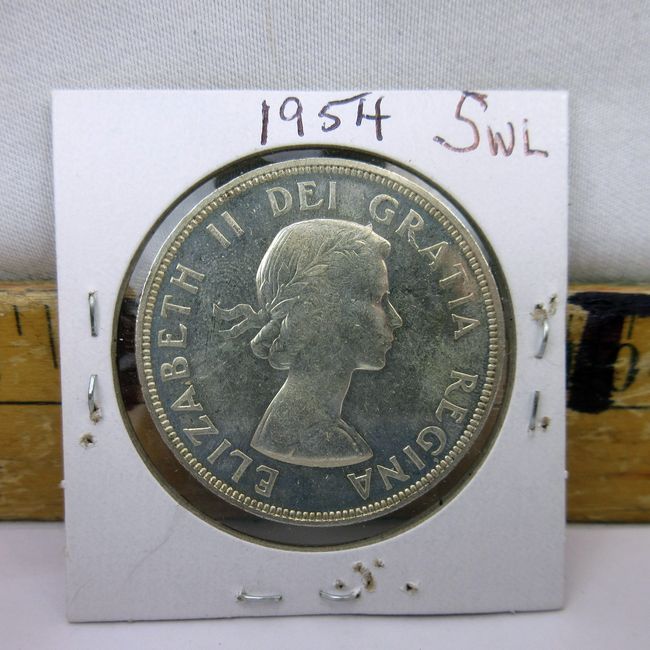 1954 SWL
ELIZABETH II DEI GRATIA REGINA